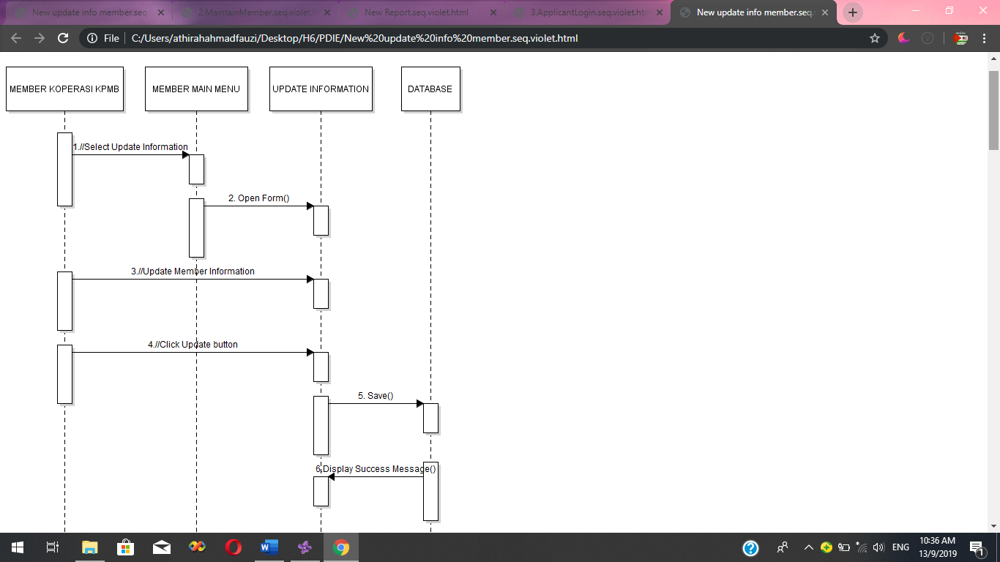 New update info member.seq
2.MaintainMember.seq.violet.h
New Report.seq.violet.html
3.ApplicantLogin.seq.violet.htm
New update info member.seq.
File
C:/Users/athirahahmadfauzi/Desktop/H6/PDIE/New%20update%20info%20member.seq.violet.html
MEMBER KOPERASI KPMB
MEMBER MAIN MENU
UPDATE INFORMATION
DATABASE
1.//Select Update Information
2. Open Form()
3.//Update Member Information
4.//Click Update button
5. Save()
6.Display Success Message()
ENG
10:36 AM
13/9/2019
1